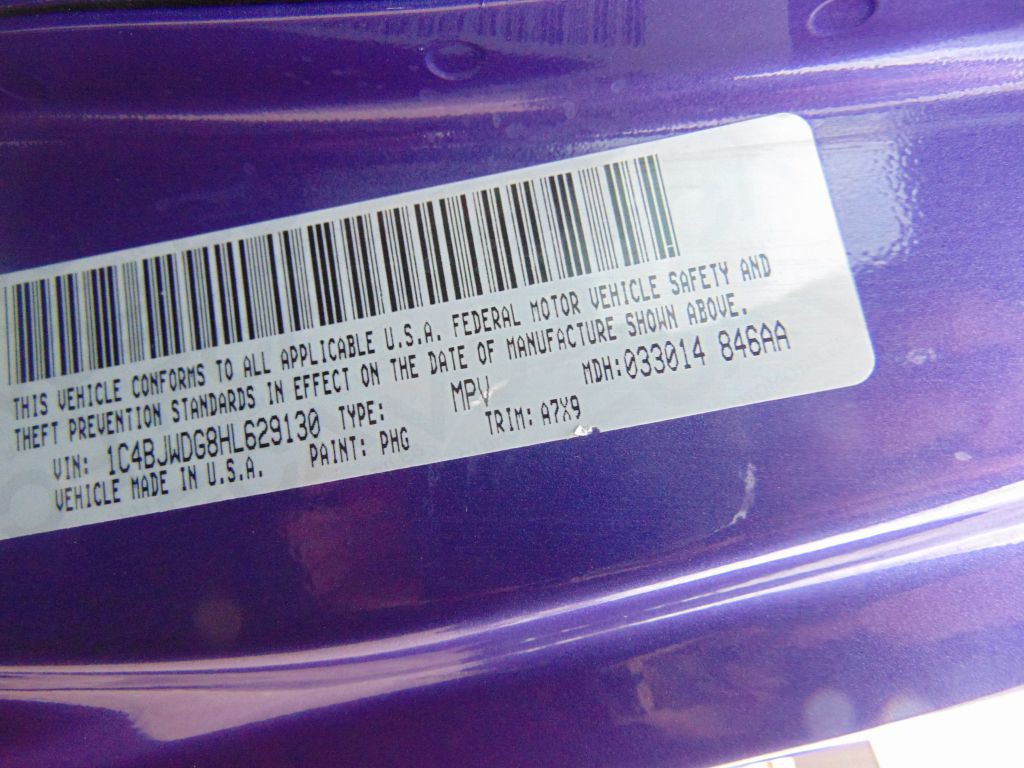 THIS VEHICLE CONFORMS TO ALL APPLICABLE U.S.A. FEDERAL MOTOR VEHICLE SAFETY AND
THEFT PREVENTION STANDARDS IN EFFECT ON THE DATE OF MANUFACTURE SHOWN ABOVE.
VIN: 1C4BJWDG8HL629130 TYPE: MPV MDH:033014 846AA
VEHICLE MADE IN U.S.A. PAINT: PHG TRIM: A7X9